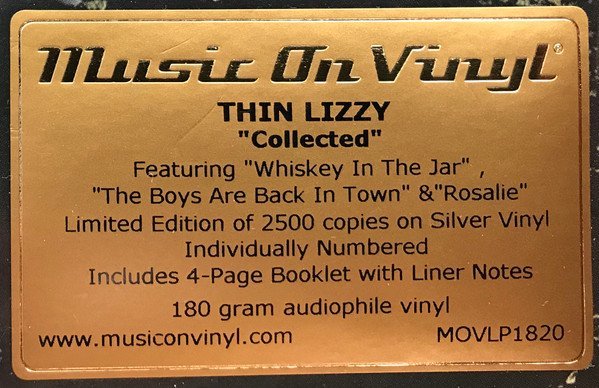 Music On Vinyl®
THIN LIZZY
"Collected"
Featuring "Whiskey In The Jar" ,
"The Boys Are Back In Town" &"Rosalie"
Limited Edition of 2500 copies on Silver Vinyl
Individually Numbered
Includes 4-Page Booklet with Liner Notes
180 gram audiophile vinyl
www.musiconvinyl.com MOVLP1820